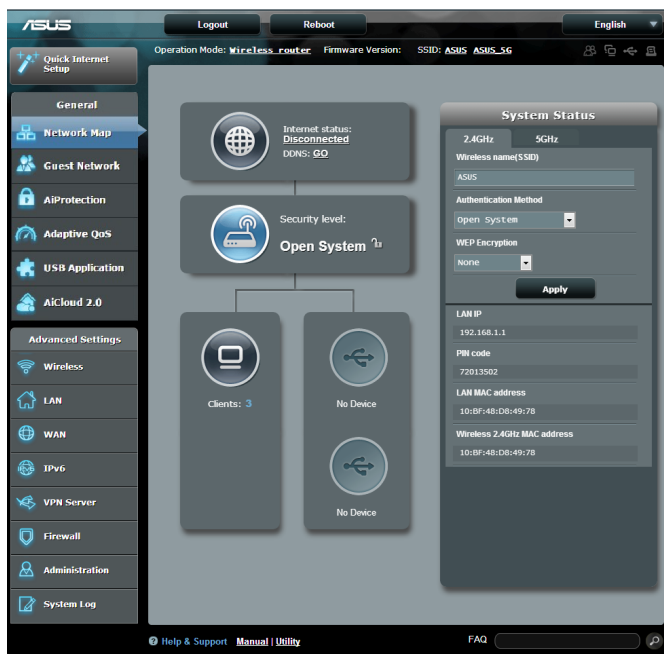 ASUS
Logout
Reboot
English
Quick Internet
Setup
Operation Mode: Wireless router Firmware Version: SSID: ASUS ASUS_5G
General
Network Map
Guest Network
AiProtection
Adaptive QoS
USB Application
AiCloud 2.0
Advanced Settings
Wireless
LAN
WAN
IPv6
IPv6
VPN Server
Firewall
Administration
System Log
Internet status:
Disconnected
DDNS: GO
Security level:
Open System
Clients: 3
No Device
No Device
System Status
2.4GHz 5GHz
Wireless name(SSID)
ASUS
Authentication Method
Open System
WEP Encryption
None
Apply
LAN IP
192.168.1.1
PIN code
72013502
LAN MAC address
10:BF:48:D8:49:78
Wireless 2.4GHz MAC address
10:BF:48:D8:49:78
Help & Support Manual | Utility
FAQ